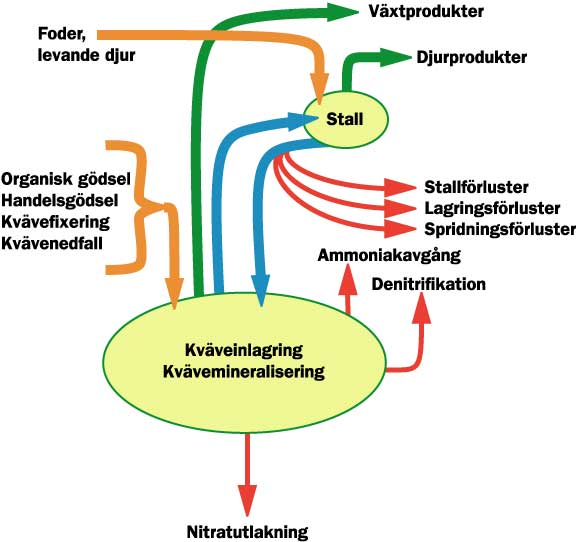 Växtprodukter
Foder,
levande djur
Djurprodukter
Stall
Organisk gödsel
Handelsgödsel
Kvävefixering
Kvävenedfall
Stallförluster
Lagringsförluster
Spridningsförluster
Ammoniakavgång
Denitrifikation
Kväveinlagring
Kvävemineralisering
Nitratutlakning